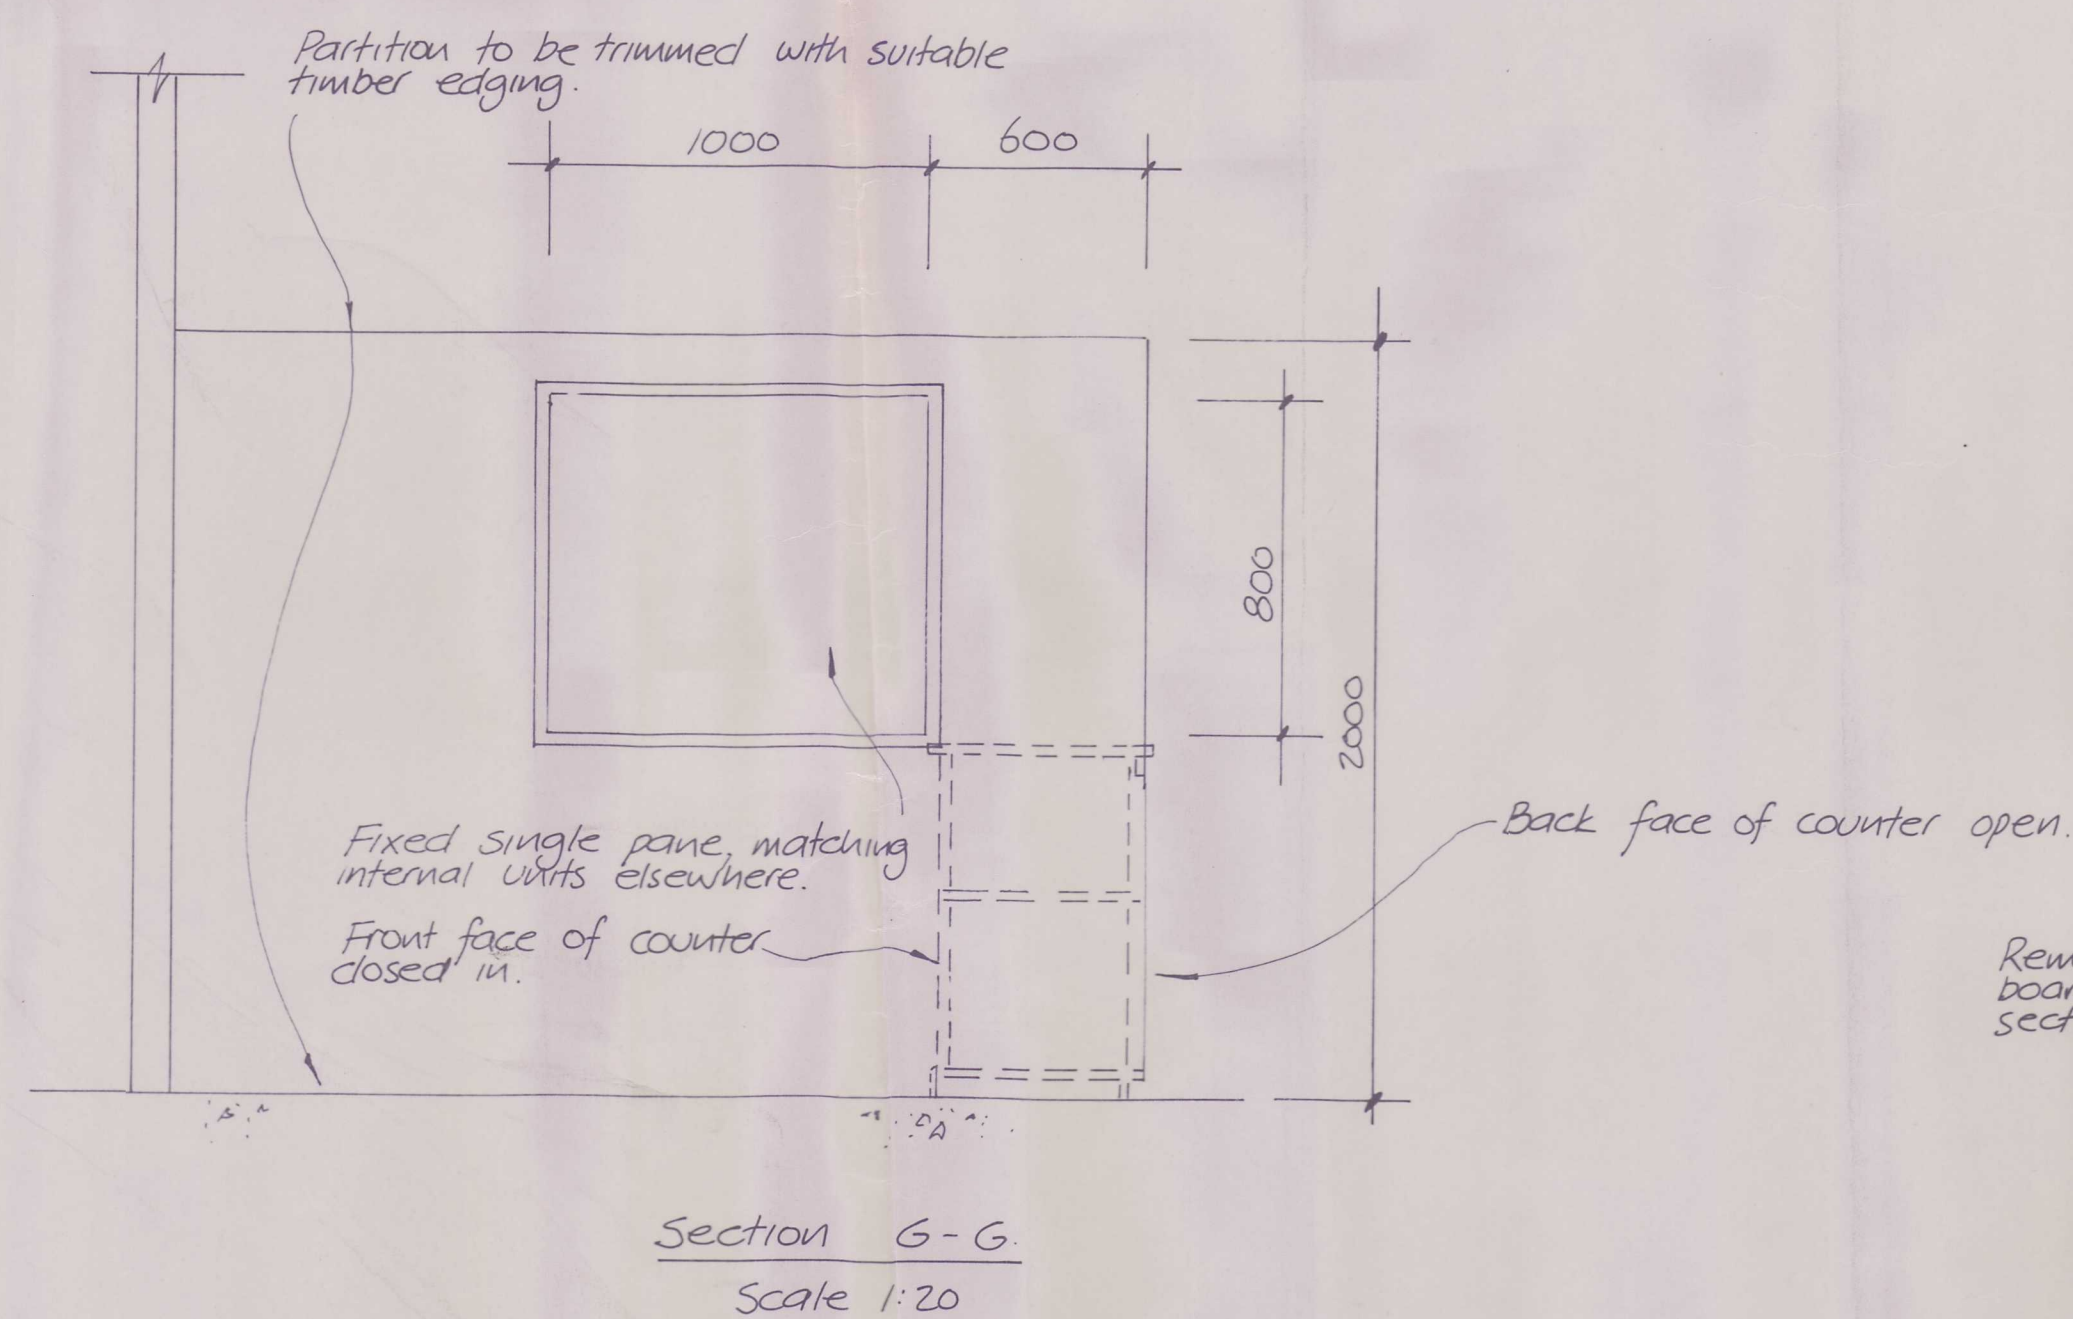 Partition to be trimmed with suitable
timber edging.
1000
600
800
2000
Fixed single pane, matching
internal units elsewhere.
Front face of counter
closed in.
Back face of counter open.
Section G-G.
Scale 1:20